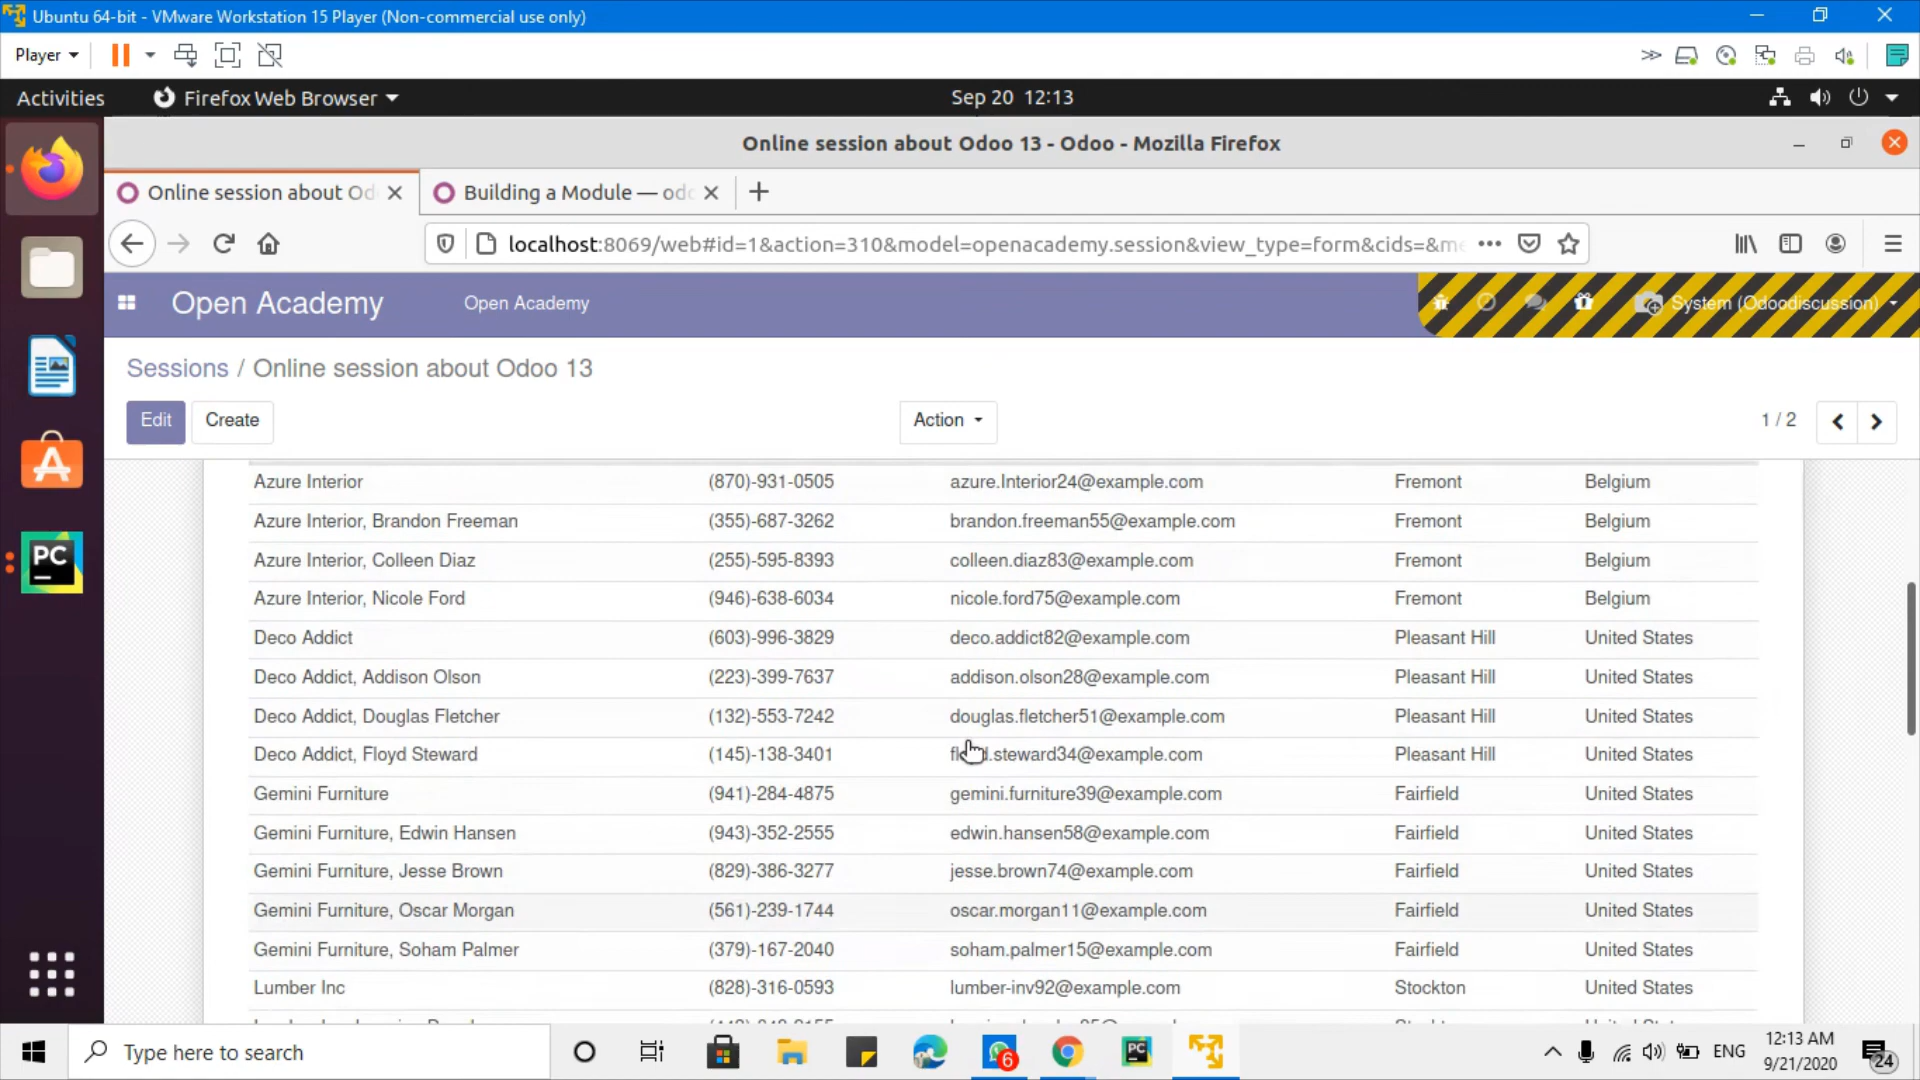 Ubuntu 64-bit - VMware Workstation 15 Player (Non-commercial use only)
Player
Activities Firefox Web Browser Sep 20 12:13
Online session about Odoo 13 - Odoo - Mozilla Firefox
Online session about Od Building a Module — odo
localhost:8069/web#id=1&action=310&model=openacademy.session&view_type=form&cids=&me
Open Academy Open Academy System (Odoodiscussion)
Sessions / Online session about Odoo 13
Edit Create Action 1 / 2
Azure Interior (870)-931-0505 azure.Interior24@example.com Fremont Belgium
Azure Interior, Brandon Freeman (355)-687-3262 brandon.freeman55@example.com Fremont Belgium
Azure Interior, Colleen Diaz (255)-595-8393 colleen.diaz83@example.com Fremont Belgium
Azure Interior, Nicole Ford (946)-638-6034 nicole.ford75@example.com Fremont Belgium
Deco Addict (603)-996-3829 deco.addict82@example.com Pleasant Hill United States
Deco Addict, Addison Olson (223)-399-7637 addison.olson28@example.com Pleasant Hill United States
Deco Addict, Douglas Fletcher (132)-553-7242 douglas.fletcher51@example.com Pleasant Hill United States
Deco Addict, Floyd Steward (145)-138-3401 Pleasant Hill United States
Gemini Furniture (941)-284-4875 gemini.furniture39@example.com Fairfield United States
Gemini Furniture, Edwin Hansen (943)-352-2555 edwin.hansen58@example.com Fairfield United States
Gemini Furniture, Jesse Brown (829)-386-3277 jesse.brown74@example.com Fairfield United States
Gemini Furniture, Oscar Morgan (561)-239-1744 oscar.morgan11@example.com Fairfield United States
Gemini Furniture, Soham Palmer (379)-167-2040 soham.palmer15@example.com Fairfield United States
Lumber Inc (828)-316-0593 lumber-inv92@example.com Stockton United States
PC
Type here to search 6 PC ENG 12:13 AM
9/21/2020 24